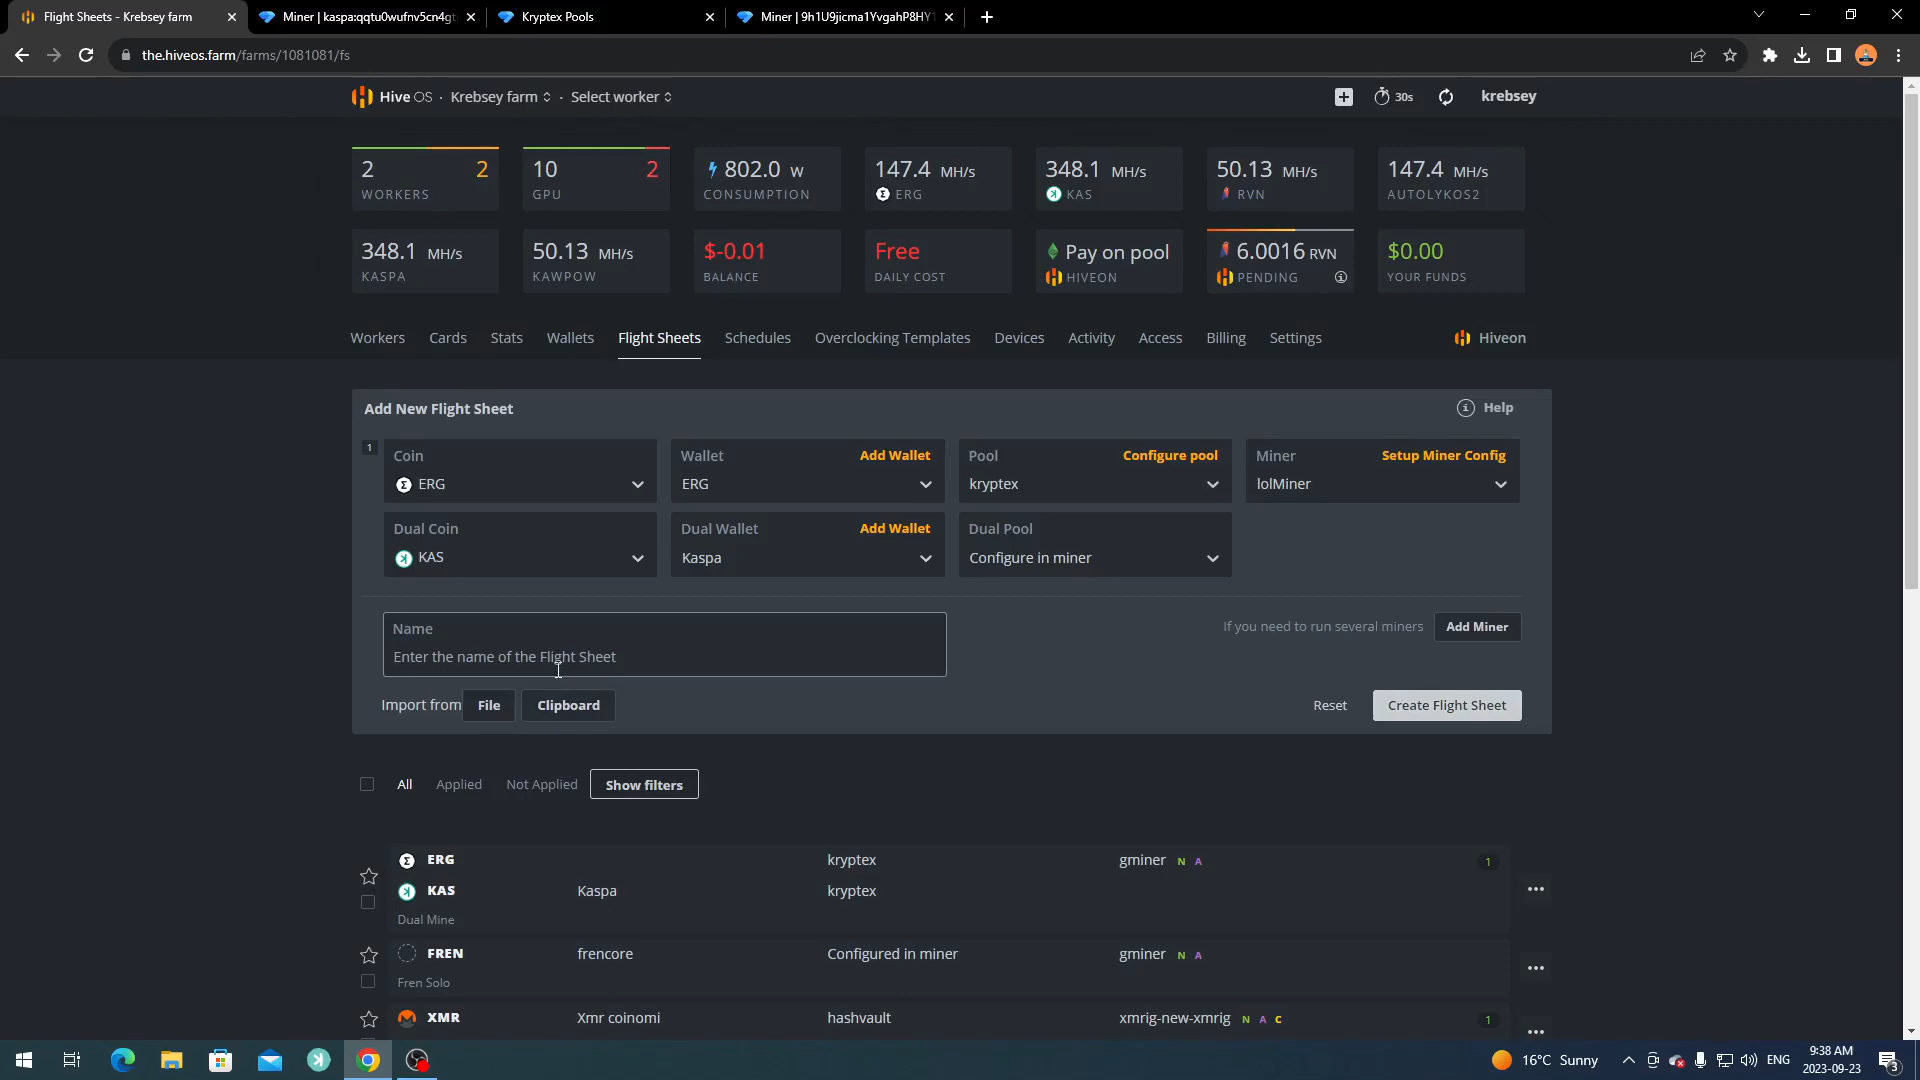 Flight Sheets - Krebsey farm
Miner | kaspa:qqtu0wufnv5cn4gt
Kryptex Pools
Miner | 9h1U9jicma1YvgahP8HY1
the.hiveos.farm/farms/1081081/fs
Hive OS · Krebsey farm · Select worker
30s
krebsey
2 2
WORKERS
10 2
GPU
802.0 W
CONSUMPTION
147.4 MH/s
ERG
348.1 MH/s
KAS
50.13 MH/s
RVN
147.4 MH/s
AUTOLYKOS2
348.1 MH/s
KASPA
50.13 MH/s
KAWPOW
$-0.01
BALANCE
Free
DAILY COST
Pay on pool
HIVEON
6.0016 RVN
PENDING
$0.00
YOUR FUNDS
Workers Cards Stats Wallets Flight Sheets Schedules Overclocking Templates Devices Activity Access Billing Settings Hiveon
Add New Flight Sheet
Help
1
Coin
ERG
Wallet Add Wallet
ERG
Pool Configure pool
kryptex
Miner Setup Miner Config
lolMiner
Dual Coin
KAS
Dual Wallet Add Wallet
Kaspa
Dual Pool
Configure in miner
Name
Enter the name of the Flight Sheet
If you need to run several miners Add Miner
Import from File Clipboard
Reset Create Flight Sheet
All Applied Not Applied Show filters
ERG kryptex gminer N A 1
KAS Kaspa kryptex
Dual Mine
FREN frencore Configured in miner gminer N A
Fren Solo
XMR Xmr coinomi hashvault xmrig-new-xmrig N A C 1
16°C Sunny
ENG
9:38 AM
2023-09-23
3